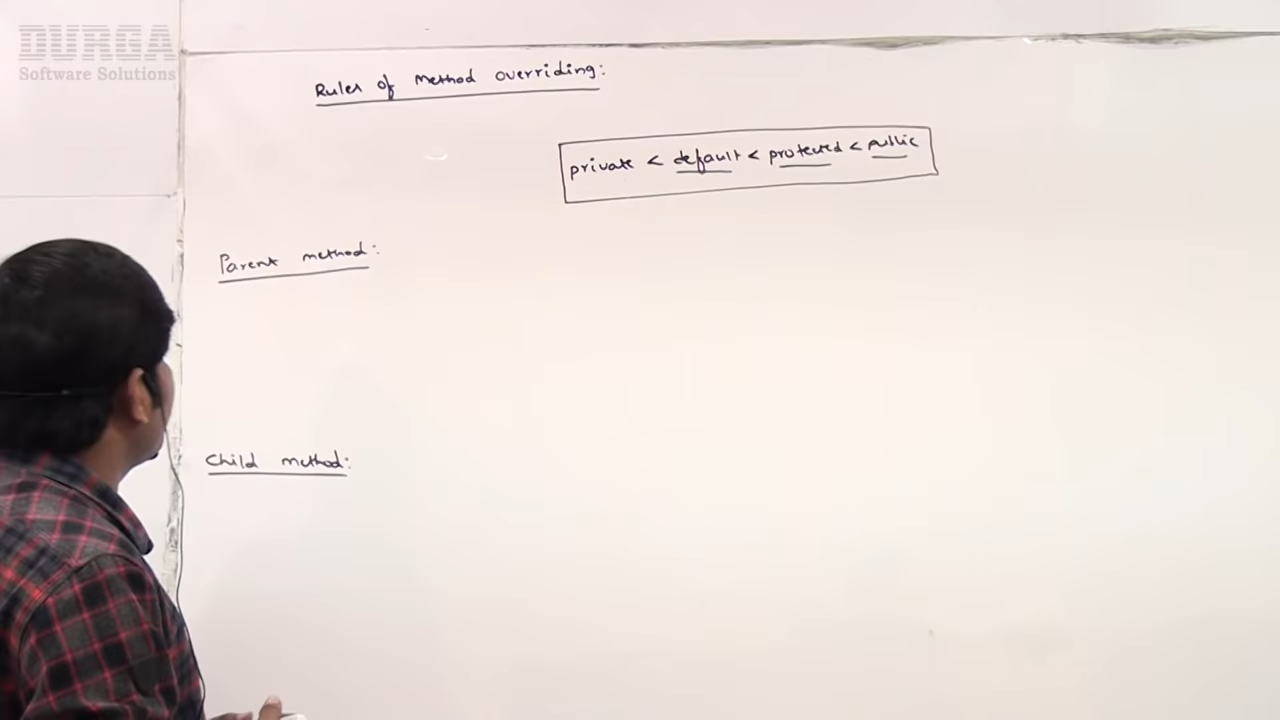 DURGA
Software Solutions
Rules of Method overriding:
private < default < protected < public
Parent method:
Child method: